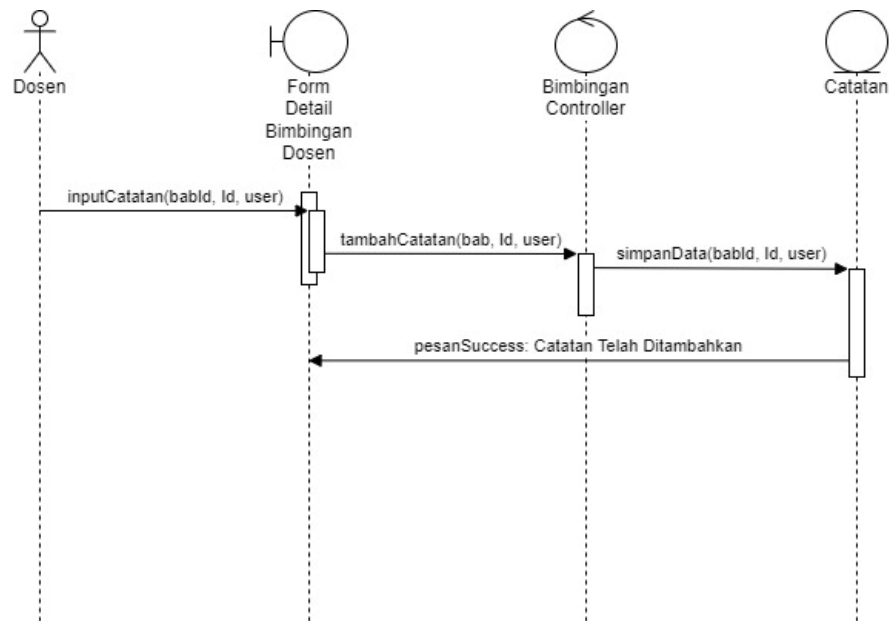 Dosen
Form
Detail
Bimbingan
Dosen
Bimbingan
Controller
Catatan
inputCatatan(babId, Id, user)
tambahCatatan(bab, Id, user)
simpanData(babId, Id, user)
pesanSuccess: Catatan Telah Ditambahkan